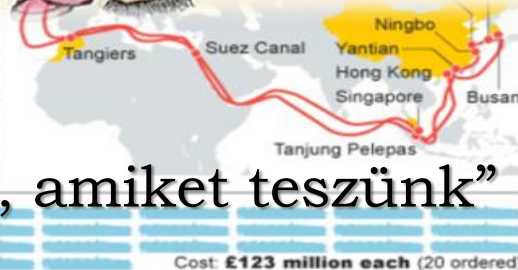 Ningbo
Tangiers
Suez Canal
Yantian
Hong Kong
Singapore
Busan
Tanjung Pelepas
, amiket teszünk”
Cost: £123 million each (20 ordered)